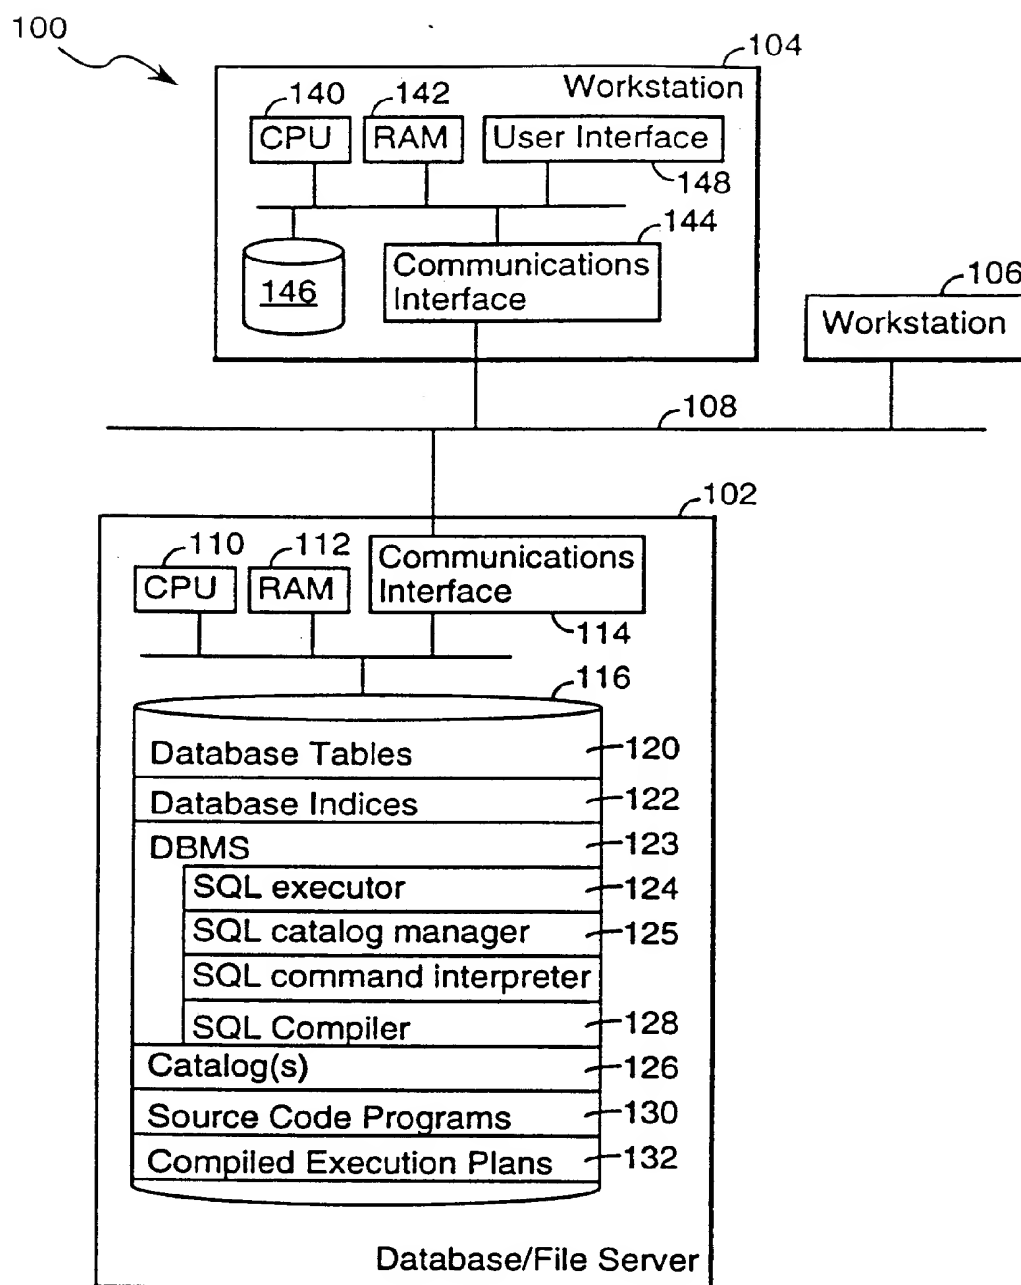 100
104
Workstation
140
142
CPU
RAM
User Interface
148
144
146
Communications
Interface
106
Workstation
108
102
110
112
Communications
Interface
CPU
RAM
114
116
Database Tables
120
Database Indices
122
DBMS
123
SQL executor
124
SQL catalog manager
125
SQL command interpreter
SQL Compiler
128
Catalog(s)
126
Source Code Programs
130
Compiled Execution Plans
132
Database/File Server